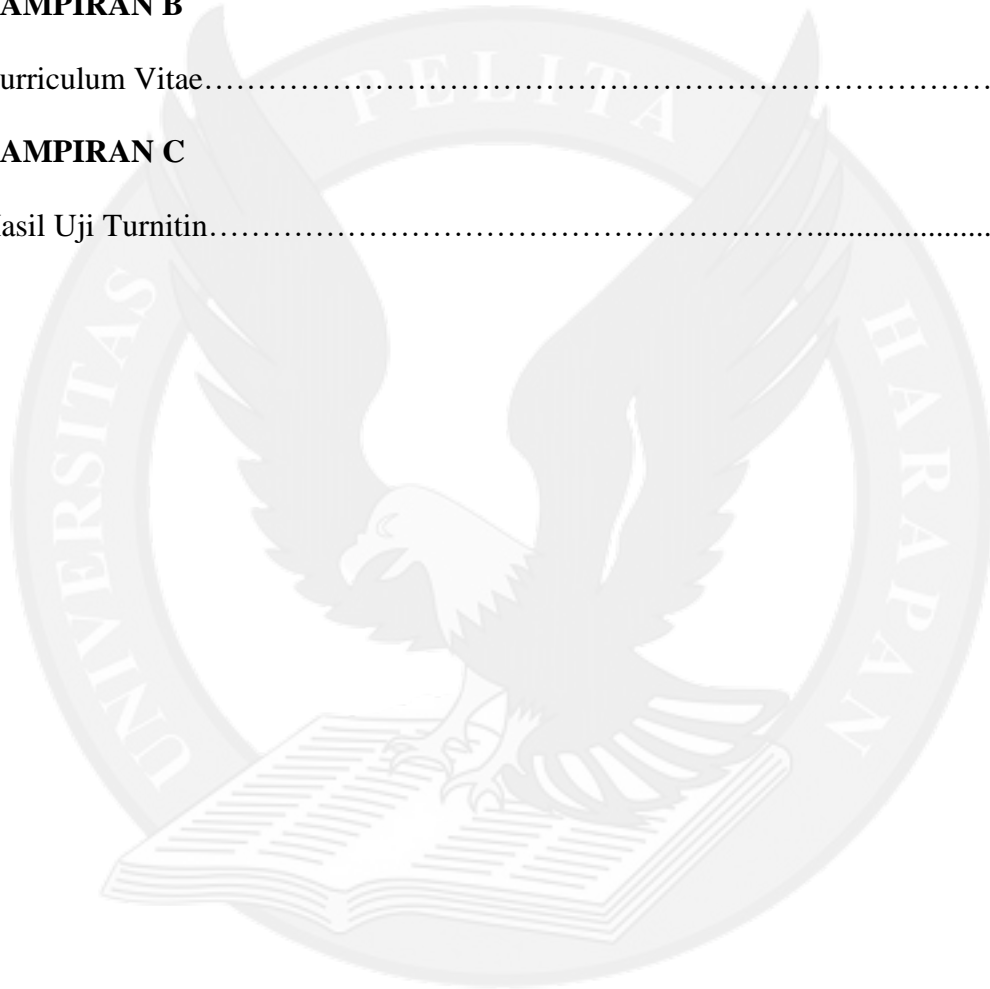 AMPIRAN B
urriculum Vitae………………………………………………………………….
AMPIRAN C
asil Uji Turnitin…………………………………………………......................
UNIVERSITAS PELITA HARAPAN